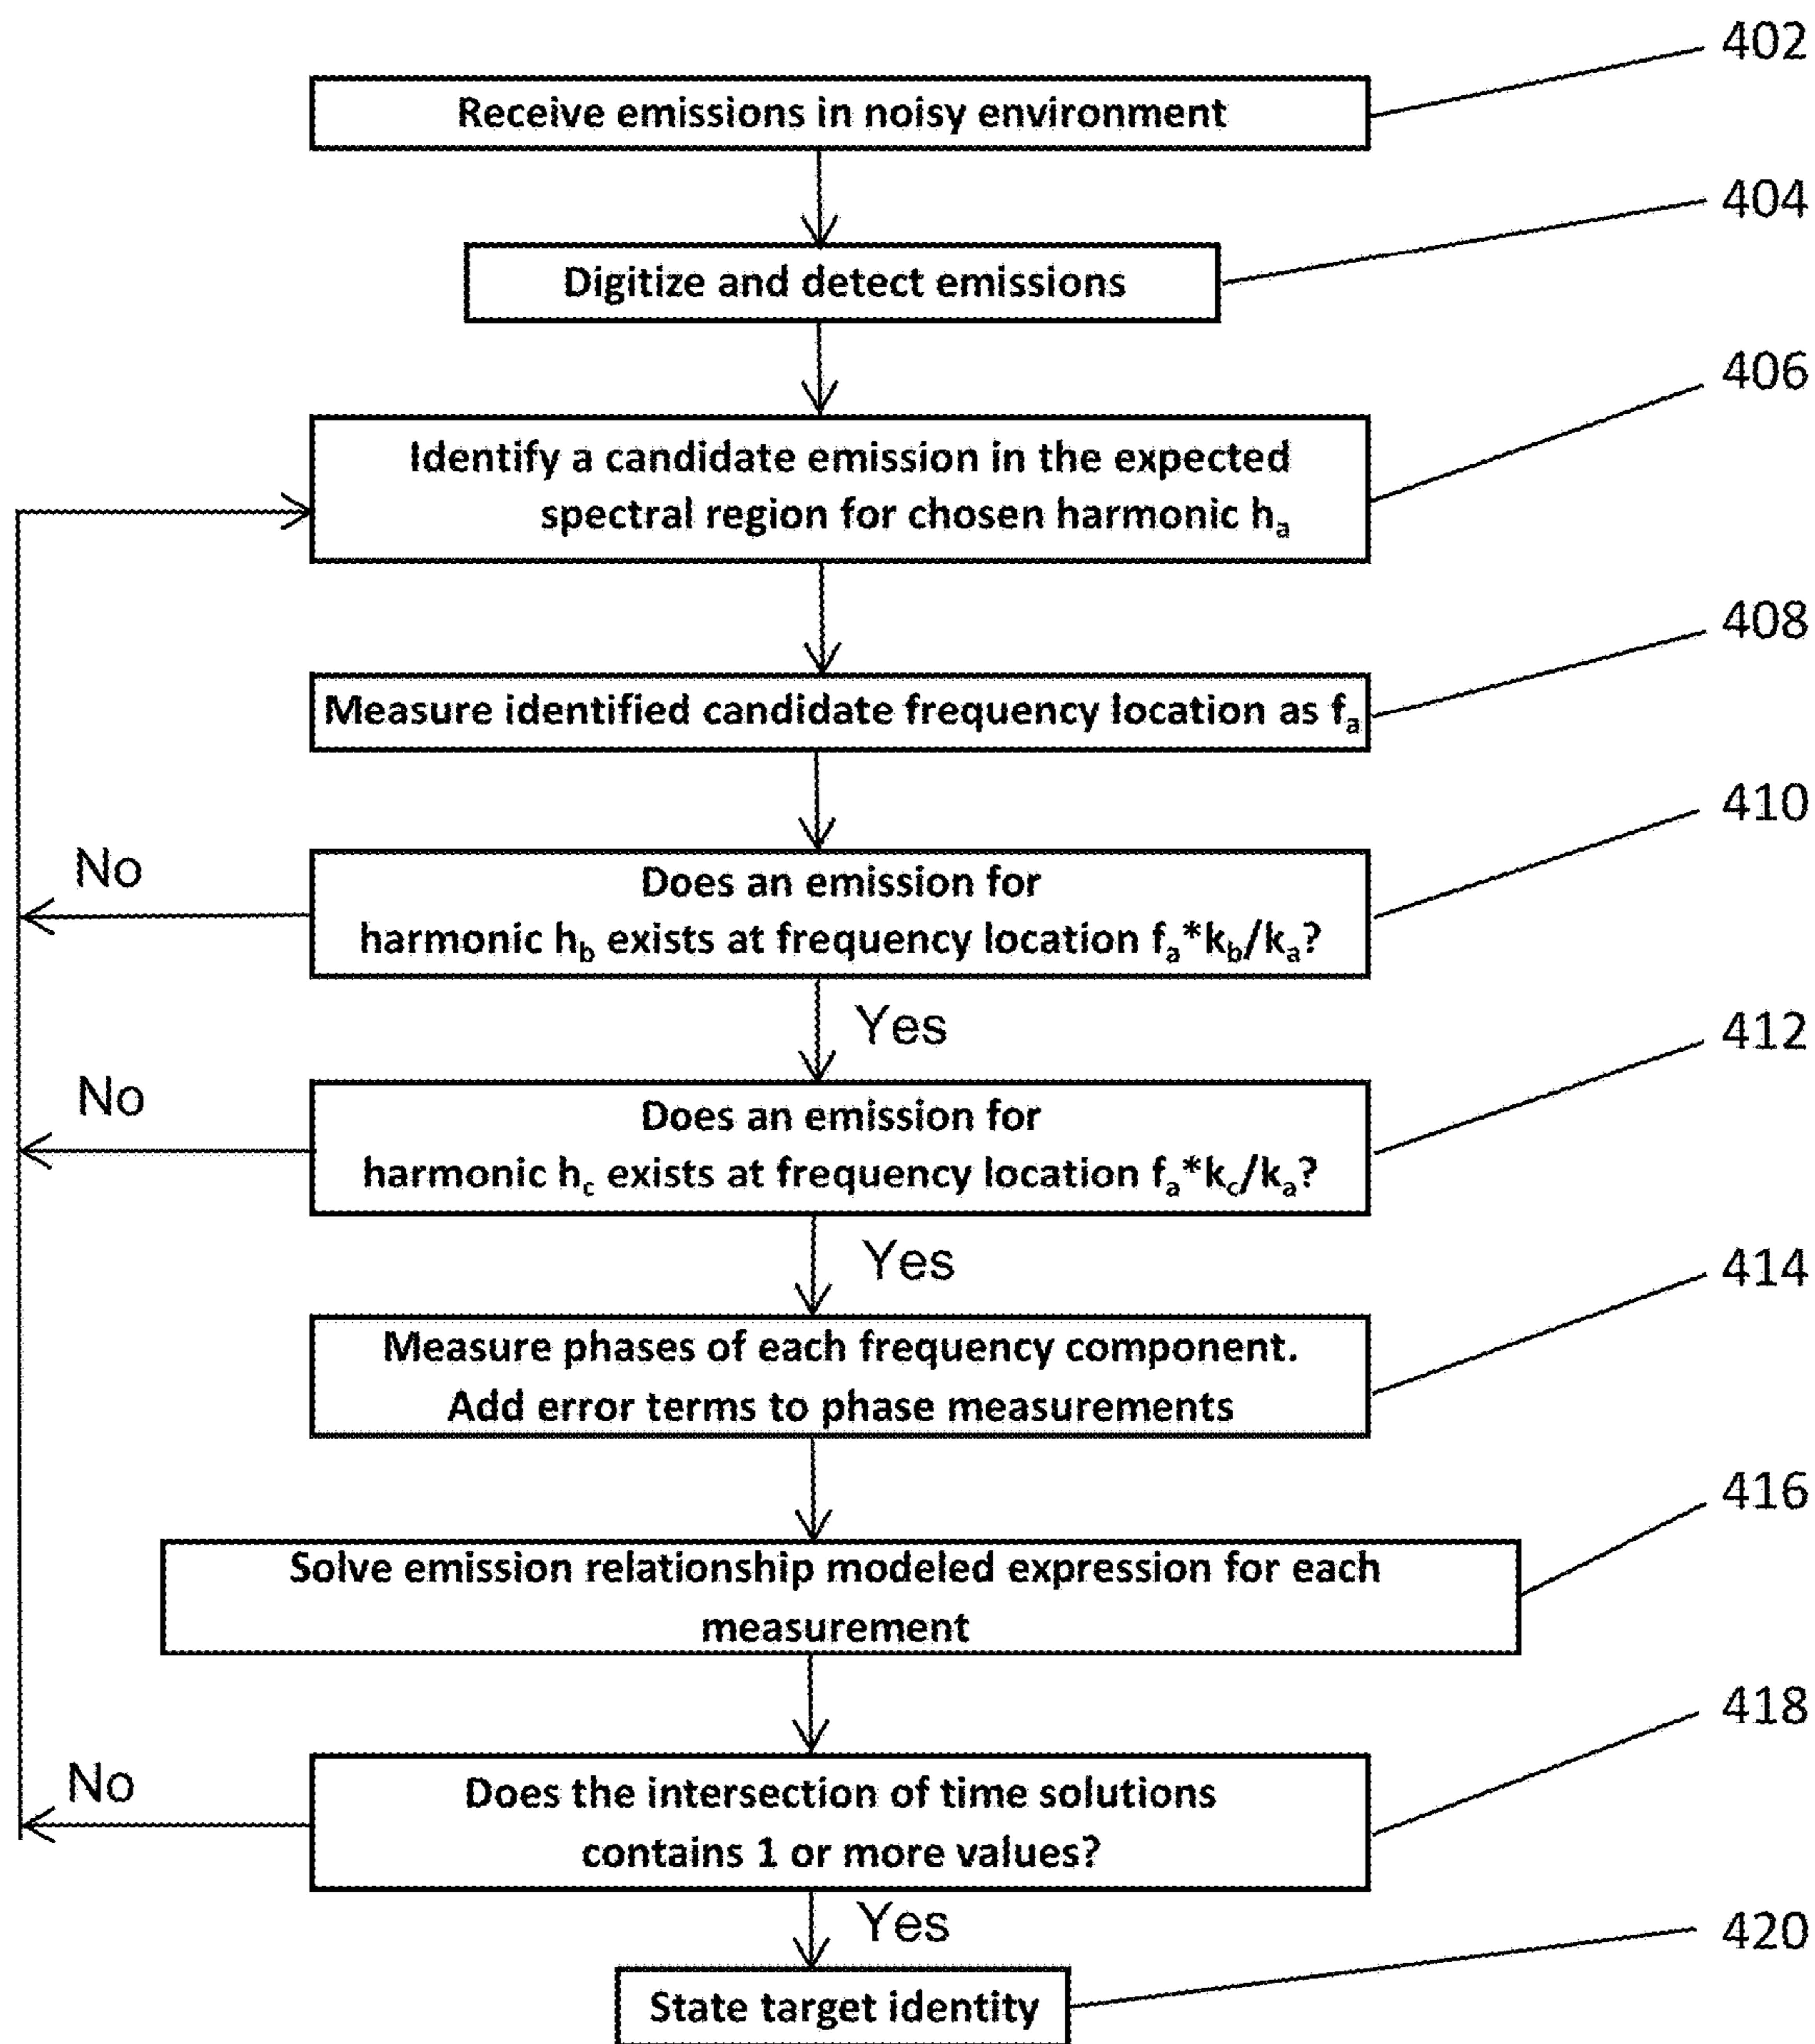 402
Receive emissions in noisy environment
404
Digitize and detect emissions
406
Identify a candidate emission in the expected
spectral region for chosen harmonic hₐ
408
Measure identified candidate frequency location as fₐ
410
No
Does an emission for
harmonic h_b exists at frequency location fₐ*k_b/kₐ?
Yes
412
No
Does an emission for
harmonic h_c exists at frequency location fₐ*k_c/kₐ?
Yes
414
Measure phases of each frequency component.
Add error terms to phase measurements
416
Solve emission relationship modeled expression for each
measurement
418
No
Does the intersection of time solutions
contains 1 or more values?
Yes
420
State target identity